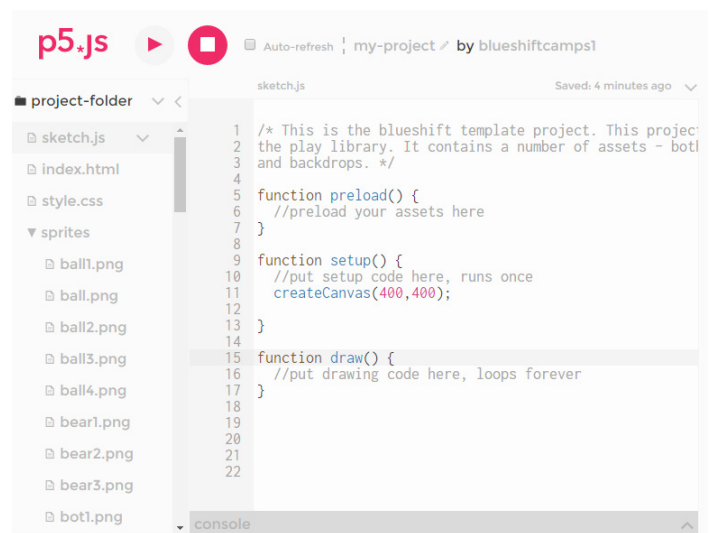 p5*JS
Auto-refresh
my-project by blueshiftcamps1
sketch.js
Saved: 4 minutes ago
project-folder
sketch.js
index.html
style.css
sprites
ball1.png
ball.png
ball2.png
ball3.png
ball4.png
bear1.png
bear2.png
bear3.png
bot1.png
1 /* This is the blueshift template project. This projec
2 the play library. It contains a number of assets - both
3 and backdrops. */
4
5 function preload() {
6 //preload your assets here
7 }
8
9 function setup() {
10 //put setup code here, runs once
11 createCanvas(400,400);
12
13 }
14
15 function draw() {
16 //put drawing code here, loops forever
17 }
18
19
20
21
22
console